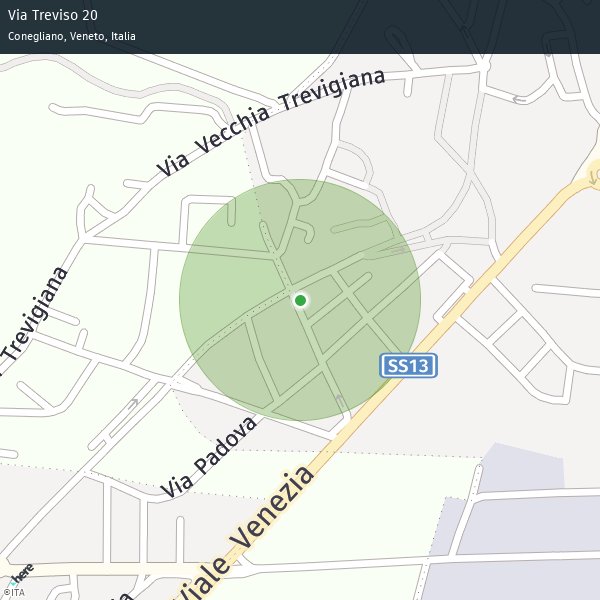 Via Treviso 20
Conegliano, Veneto, Italia
Via Vecchia Trevigiana
Trevigiana
SS13
Via Padova
Viale Venezia
here
©ITA